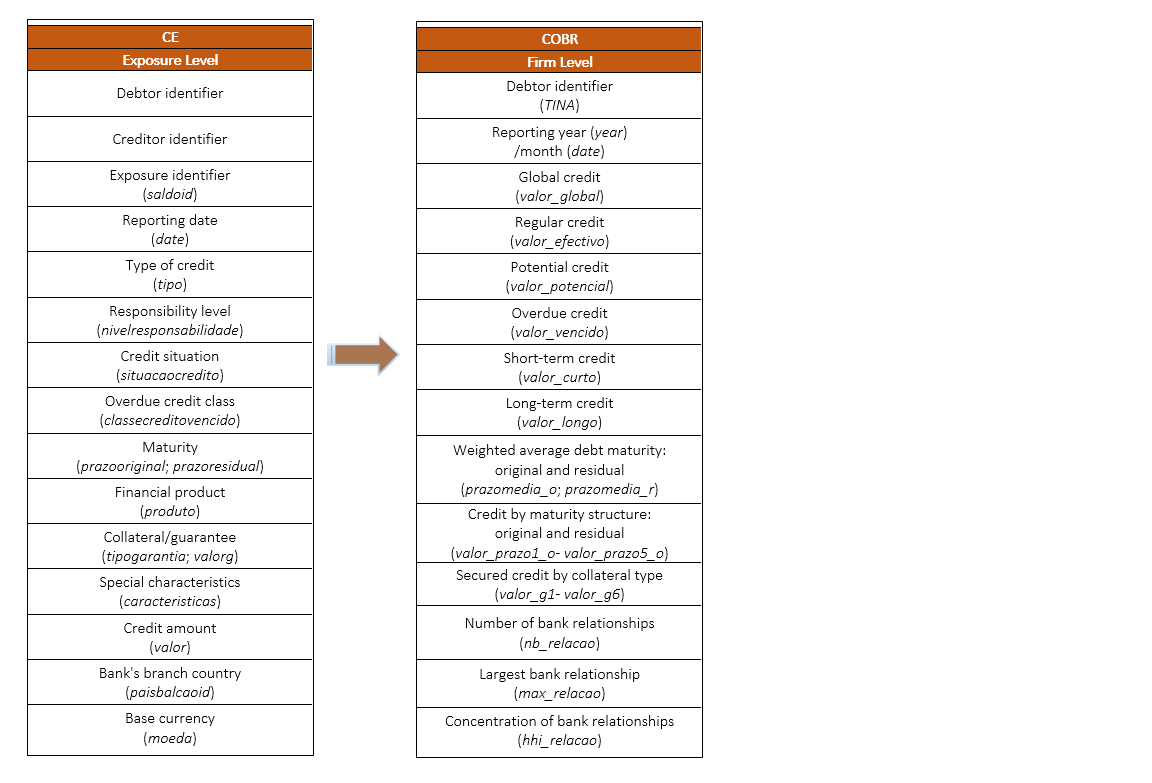 CE
Exposure Level
Debtor identifier
Creditor identifier
Exposure identifier
(saldoid)
Reporting date
(date)
Type of credit
(tipo)
Responsibility level
(nivelresponsabilidade)
Credit situation
(situacaocredito)
Overdue credit class
(classecreditovencido)
Maturity
(prazooriginal; prazoresidual)
Financial product
(produto)
Collateral/guarantee
(tipogarantia; valorg)
Special characteristics
(caracteristicas)
Credit amount
(valor)
Bank's branch country
(paisbalcaoid)
Base currency
(moeda)
COBR
Firm Level
Debtor identifier
(TINA)
Reporting year (year)
/month (date)
Global credit
(valor_global)
Regular credit
(valor_efectivo)
Potential credit
(valor_potencial)
Overdue credit
(valor_vencido)
Short-term credit
(valor_curto)
Long-term credit
(valor_longo)
Weighted average debt maturity:
original and residual
(prazomedia_o; prazomedia_r)
Credit by maturity structure:
original and residual
(valor_prazo1_o- valor_prazo5_o)
Secured credit by collateral type
(valor_g1- valor_g6)
Number of bank relationships
(nb_relacao)
Largest bank relationship
(max_relacao)
Concentration of bank relationships
(hhi_relacao)